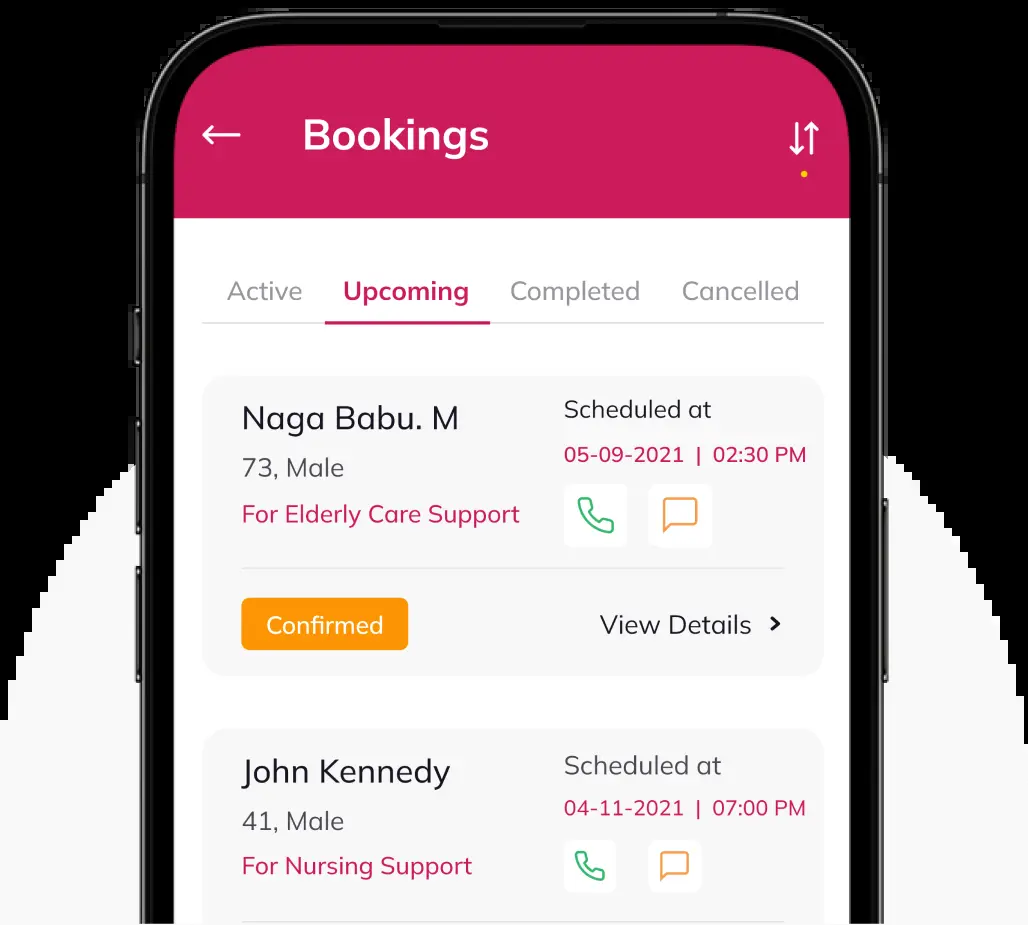 Bookings
Active Upcoming Completed Cancelled
Naga Babu. M
73, Male
For Elderly Care Support
Scheduled at
05-09-2021 | 02:30 PM
Confirmed
View Details
John Kennedy
41, Male
For Nursing Support
Scheduled at
04-11-2021 | 07:00 PM